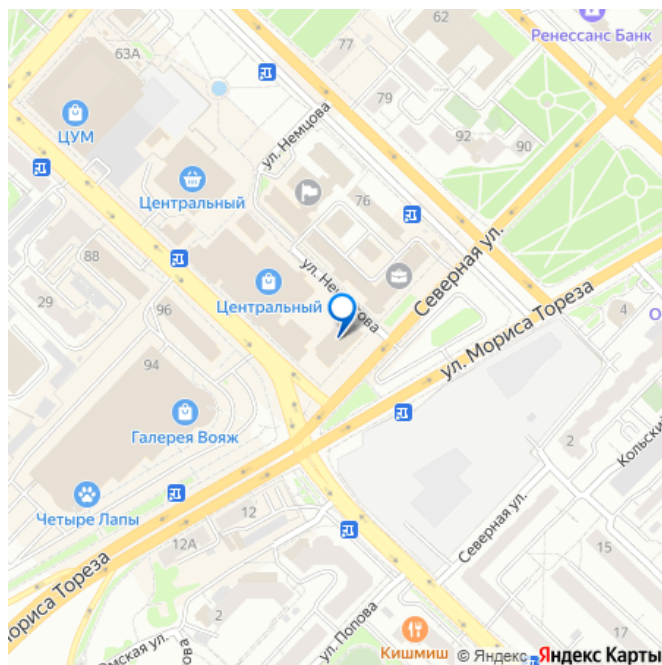 63А
62
77
Ренессанс Банк
ЦУМ
79
92
90
ул. Немцова
Центральный
76
88
Северная ул.
ул. Немцова
29
96
Центральный
4
О
94
ул. Мориса Тореза
Галерея Вояж
2
Кольский
Четыре Лапы
12
12А
Северная ул.
15
Мориса Тореза
2
ул. Попова
17
Омская ул.
Кишмиш
© Яндекс
Яндекс Карты